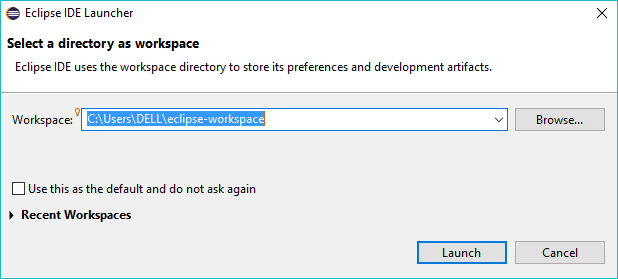 Eclipse IDE Launcher
Select a directory as workspace
Eclipse IDE uses the workspace directory to store its preferences and development artifacts.
Workspace: C:\Users\DELL\eclipse-workspace Browse...
Use this as the default and do not ask again
Recent Workspaces
Launch Cancel